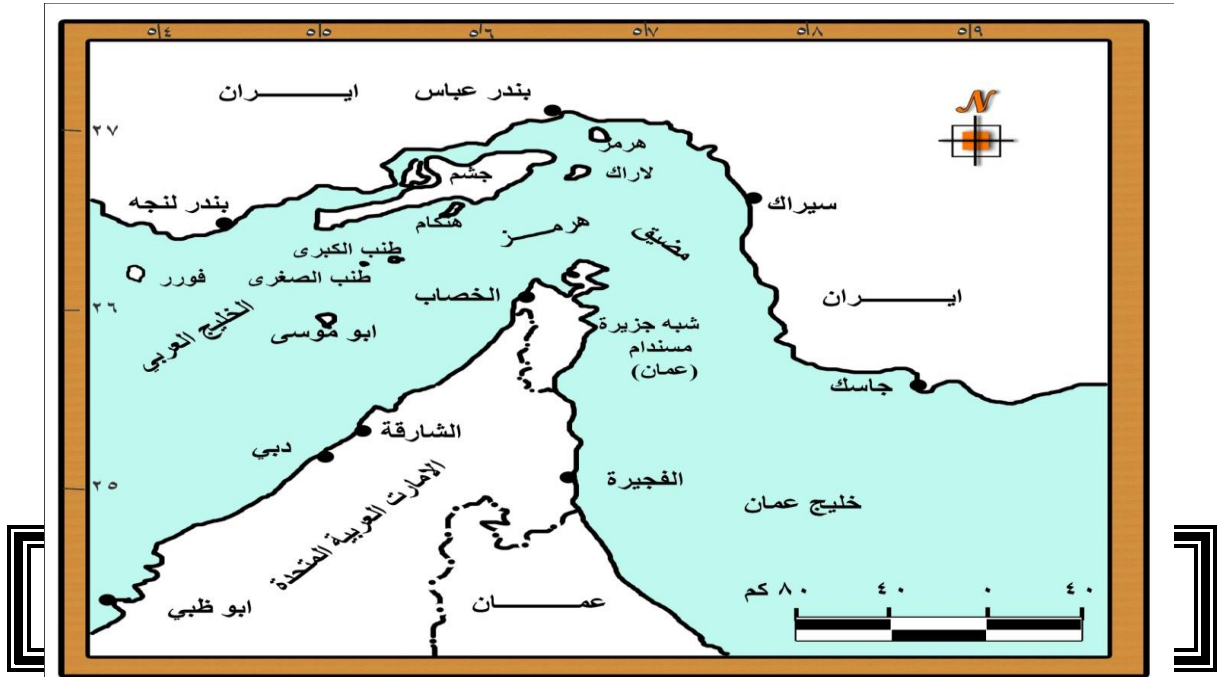 ٥٤ ٥٥ ٥٦ ٥٧ ٥٨ ٥٩
ايـــــران
بندر عباس
N
٢٧
هرمز
جشم
لاراك
بندر لنجه
سيراك
هنكام
مضيق
هرمـــز
طنب الكبرى
فورر
طنب الصغرى
الخصاب
ايـــــران
٢٦
الخليج العربي
ابو موسى
شبه جزيرة
مسندام
(عمان)
جاسك
الشارقة
دبي
الفجيرة
٢٥
الامارت العربية المتحدة
خليج عمان
ابو ظبي
عمـــــان
٨٠ كم ٤٠ ٠ ٤٠